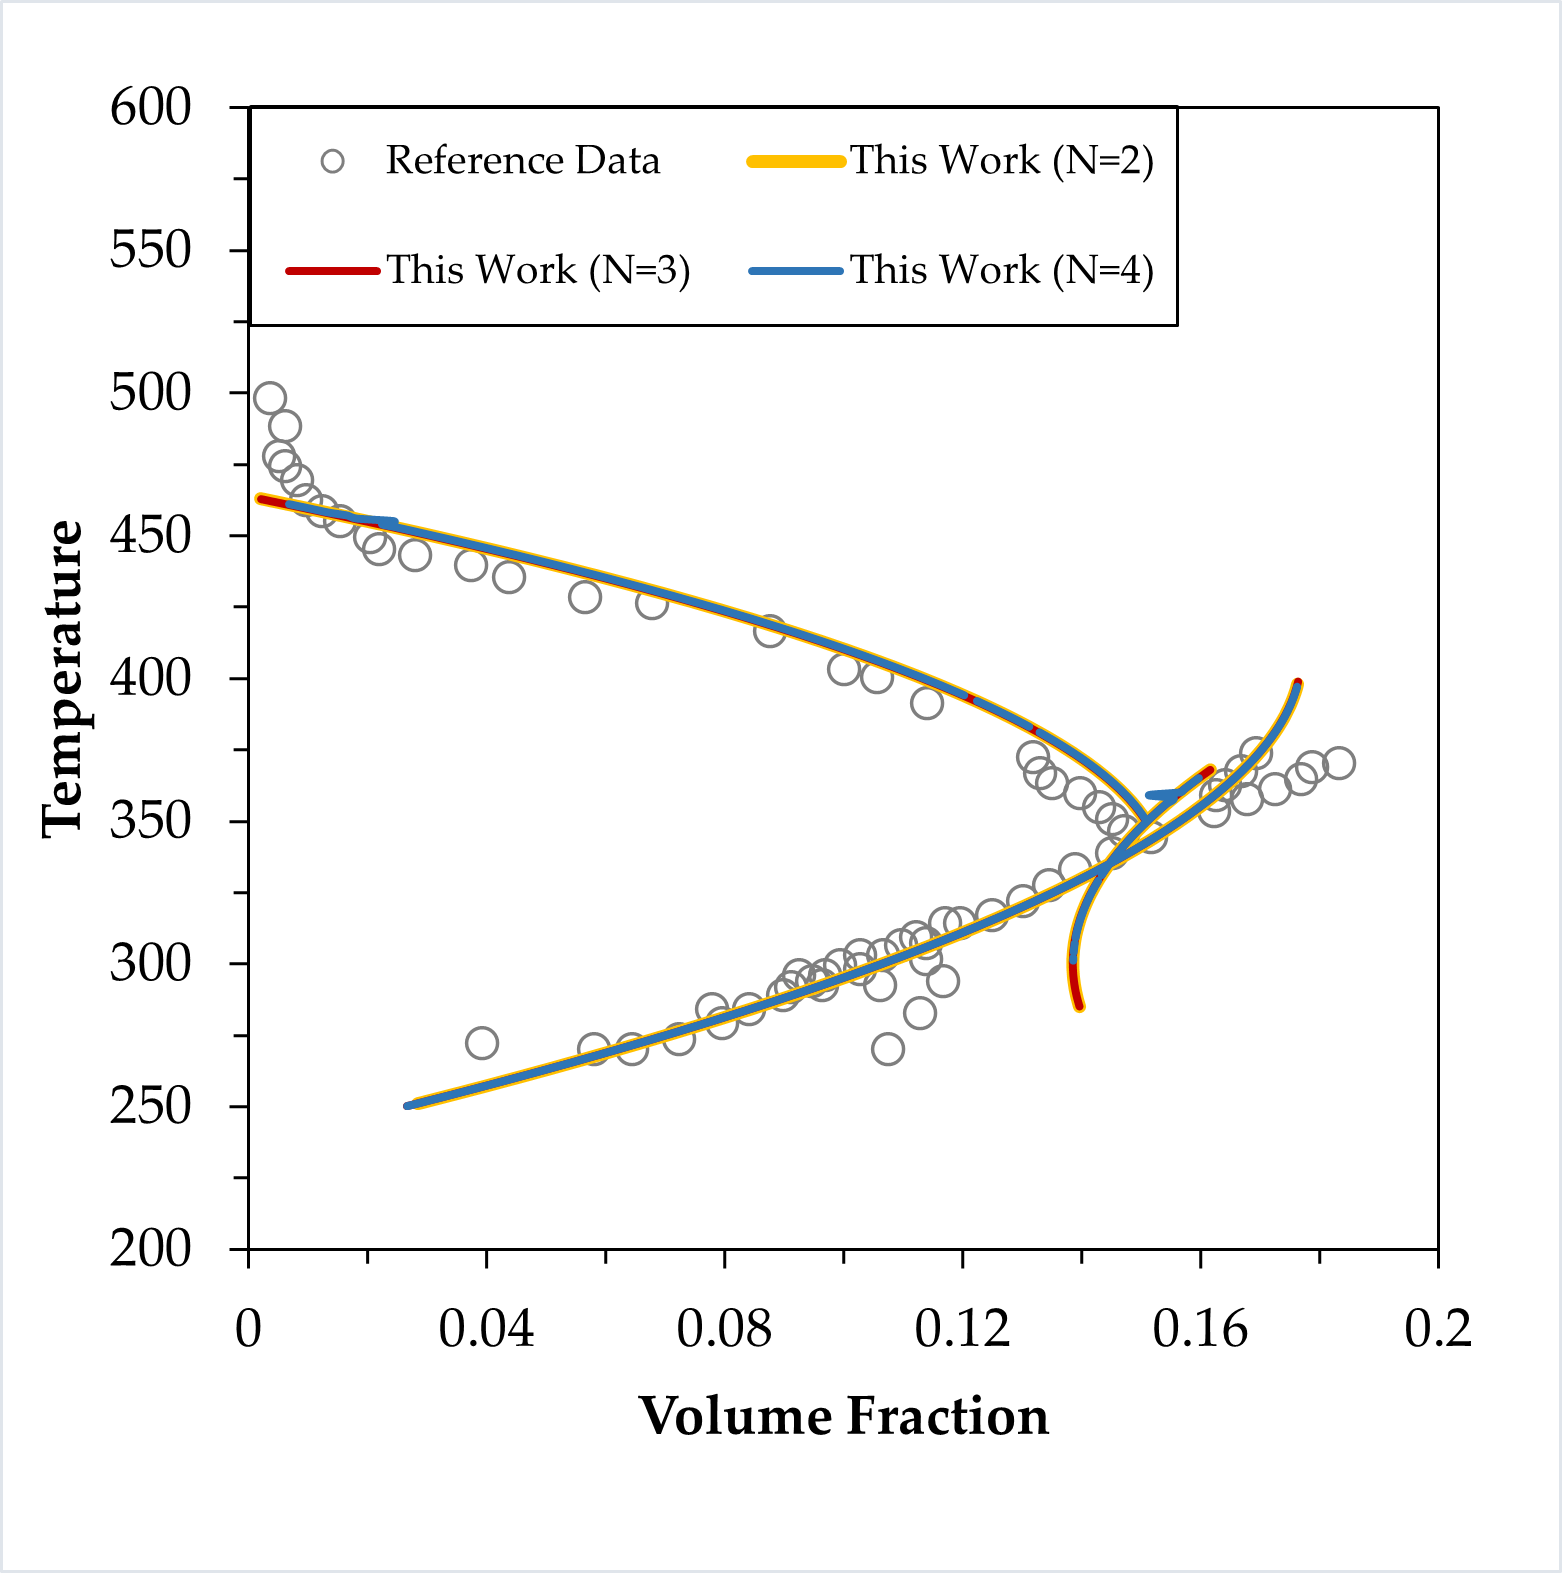 600
Reference Data
This Work (N=2)
550
This Work (N=3)
This Work (N=4)
500
450
400
350
300
250
200
Temperature
0
0.04
0.08
0.12
0.16
0.2
Volume Fraction